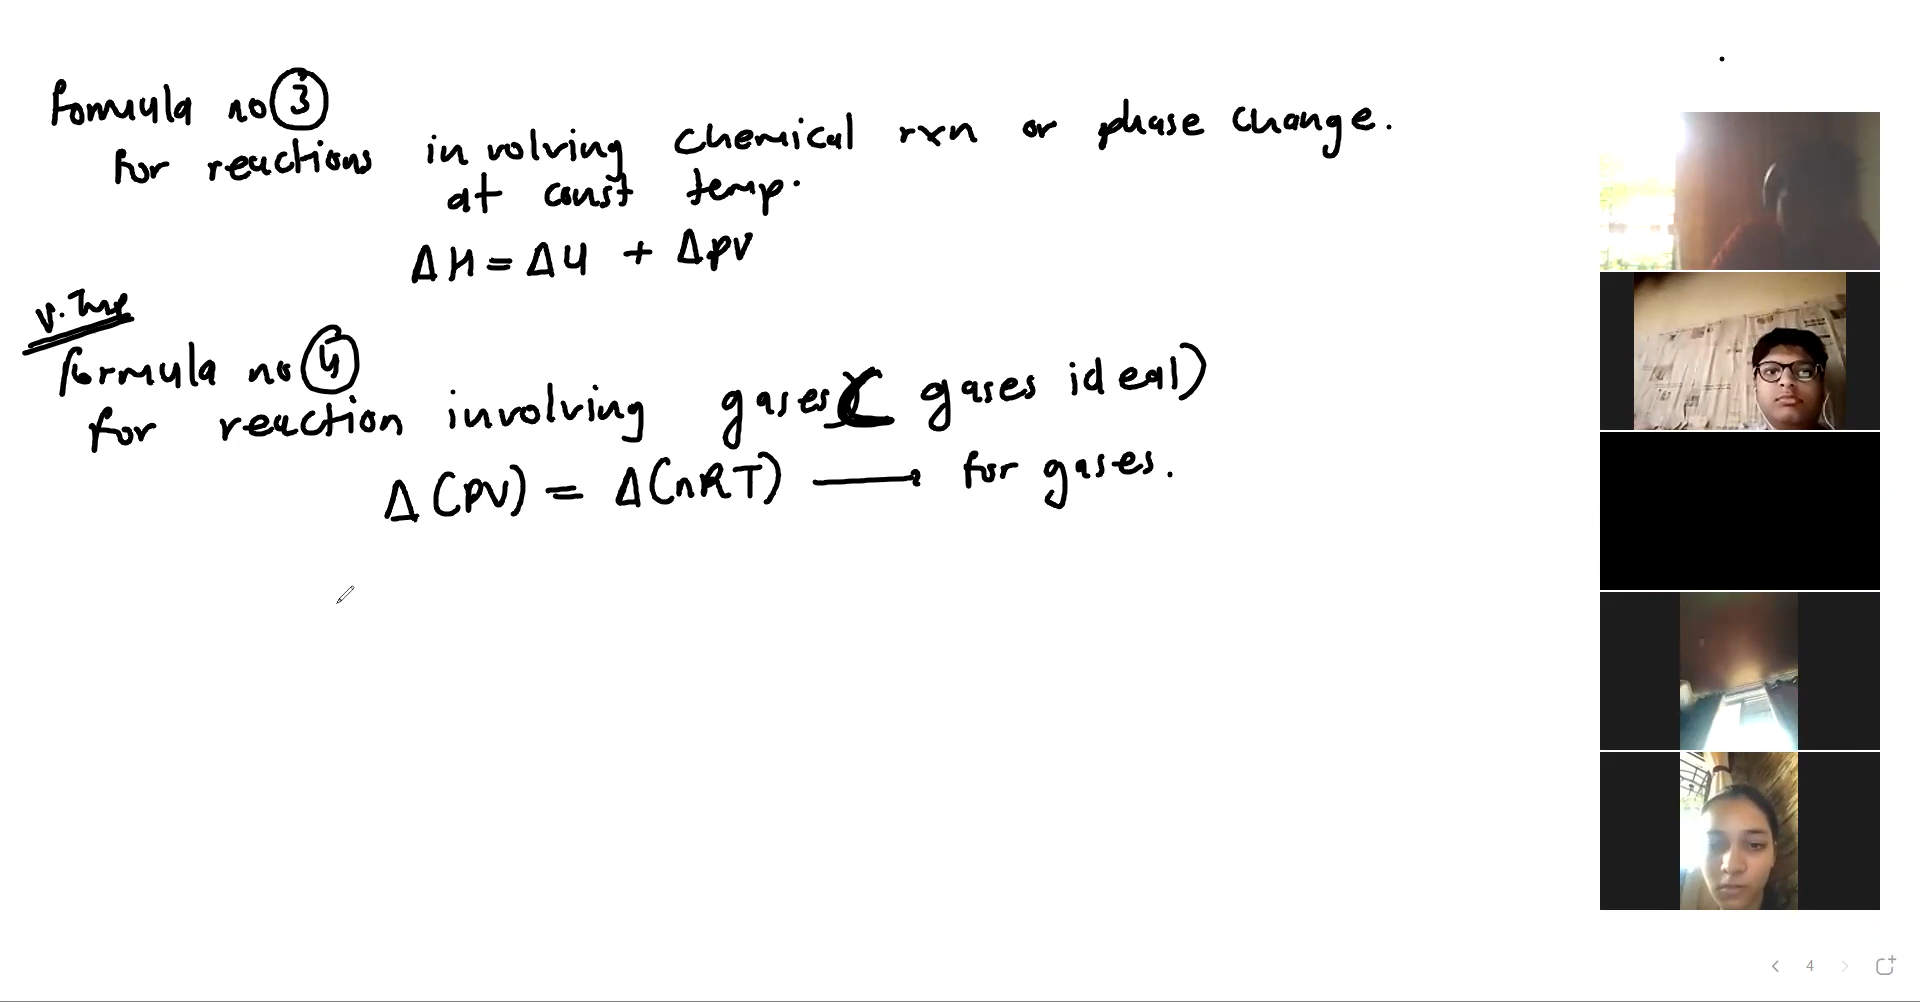 Formula no 3
for reactions involving chemical rxn or phase change.
at const temp.
ΔH = ΔU + ΔPV
V. Imp
formula no 4
for reaction involving gases ( gases ideal)
Δ(PV) = Δ(nRT) → for gases.
4